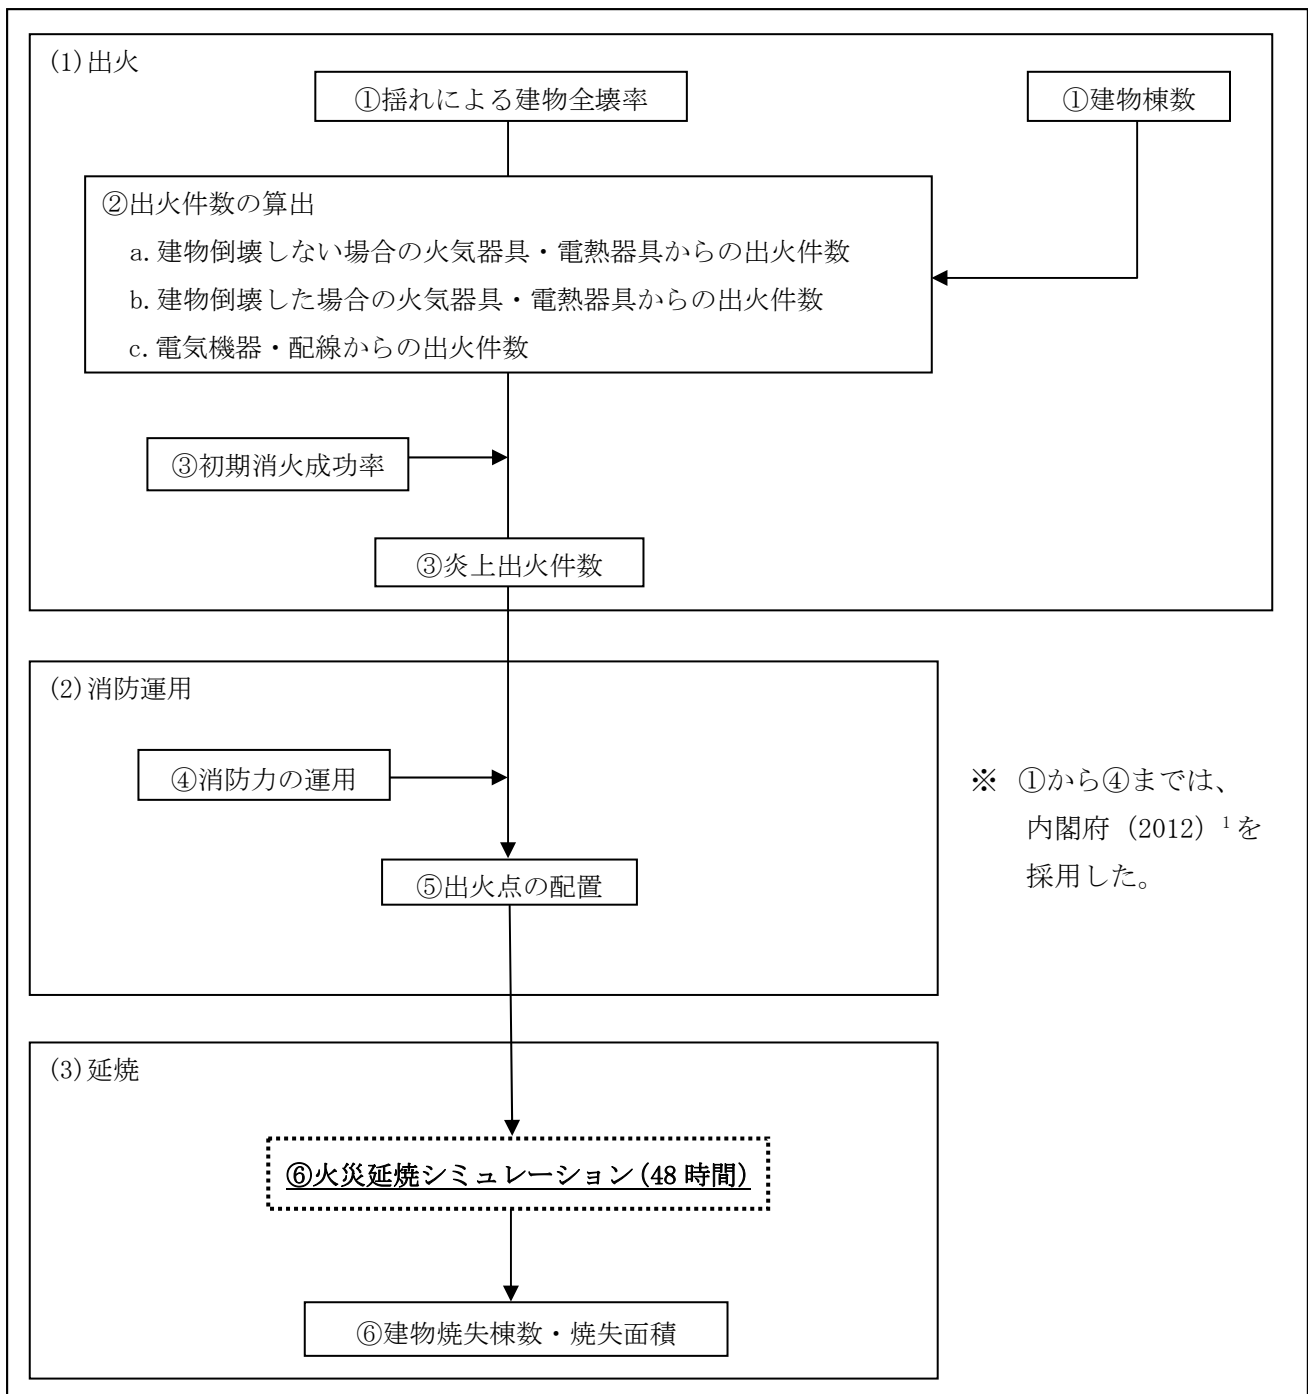 (1)出火
①揺れによる建物全壊率
①建物棟数
②出火件数の算出
a.建物倒壊しない場合の火気器具・電熱器具からの出火件数
b.建物倒壊した場合の火気器具・電熱器具からの出火件数
c.電気機器・配線からの出火件数
③初期消火成功率
③炎上出火件数
(2)消防運用
④消防力の運用
⑤出火点の配置
※ ①から④までは、
内閣府（2012）¹を
採用した。
(3)延焼
⑥火災延焼シミュレーション(48時間)
⑥建物焼失棟数・焼失面積